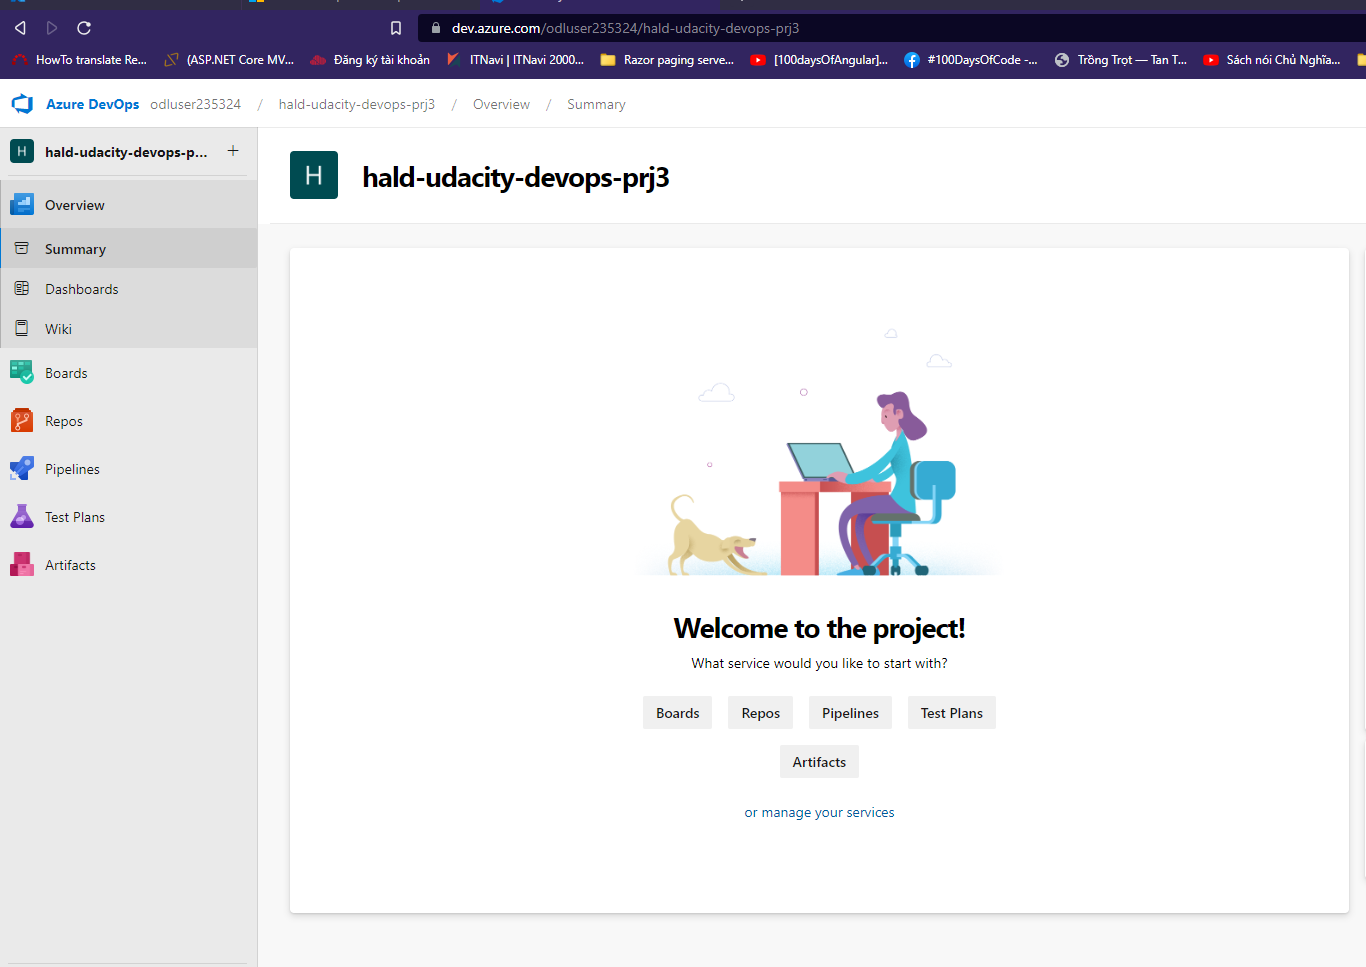 dev.azure.com/odluser235324/hald-udacity-devops-prj3
HowTo translate Re... (ASP.NET Core MV... Đăng ký tài khoản ITNavi | ITNavi 2000... Razor paging serve... [100daysOfAngular]... #100DaysOfCode -... Trồng Trọt — Tan T... Sách nói Chủ Nghĩa...
Azure DevOps odluser235324 / hald-udacity-devops-prj3 / Overview / Summary
H hald-udacity-devops-p... +
H hald-udacity-devops-prj3
Overview
Summary
Dashboards
Wiki
Boards
Repos
Pipelines
Test Plans
Artifacts
Welcome to the project!
What service would you like to start with?
Boards Repos Pipelines Test Plans
Artifacts
or manage your services